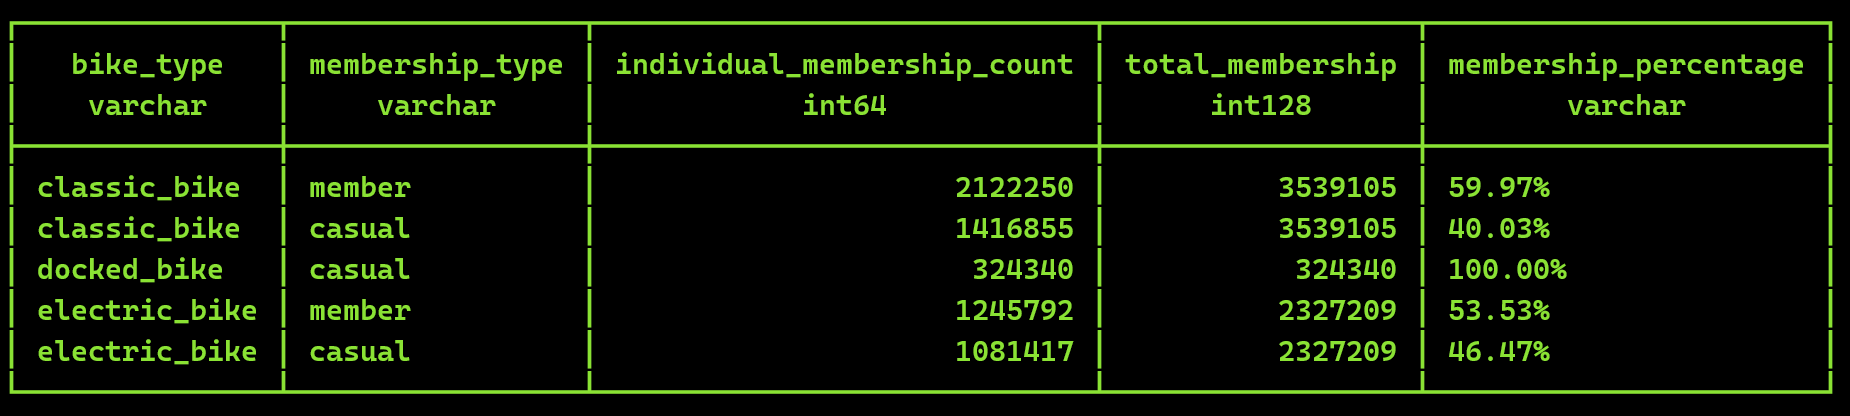 bike_type membership_type individual_membership_count total_membership membership_percentage
varchar varchar int64 int128 varchar
classic_bike member 2122250 3539105 59.97%
classic_bike casual 1416855 3539105 40.03%
docked_bike casual 324340 324340 100.00%
electric_bike member 1245792 2327209 53.53%
electric_bike casual 1081417 2327209 46.47%